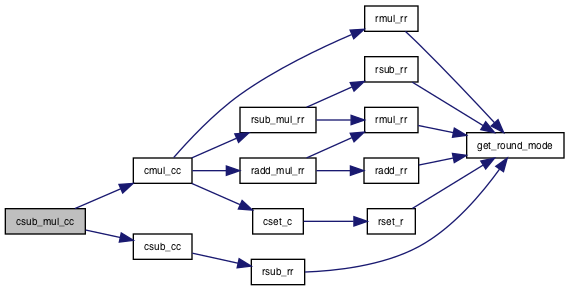 rmul_rr
rsub_rr
rsub_mul_rr
rmul_rr
get_round_mode
cmul_cc
radd_mul_rr
radd_rr
csub_mul_cc
cset_c
rset_r
csub_cc
rsub_rr